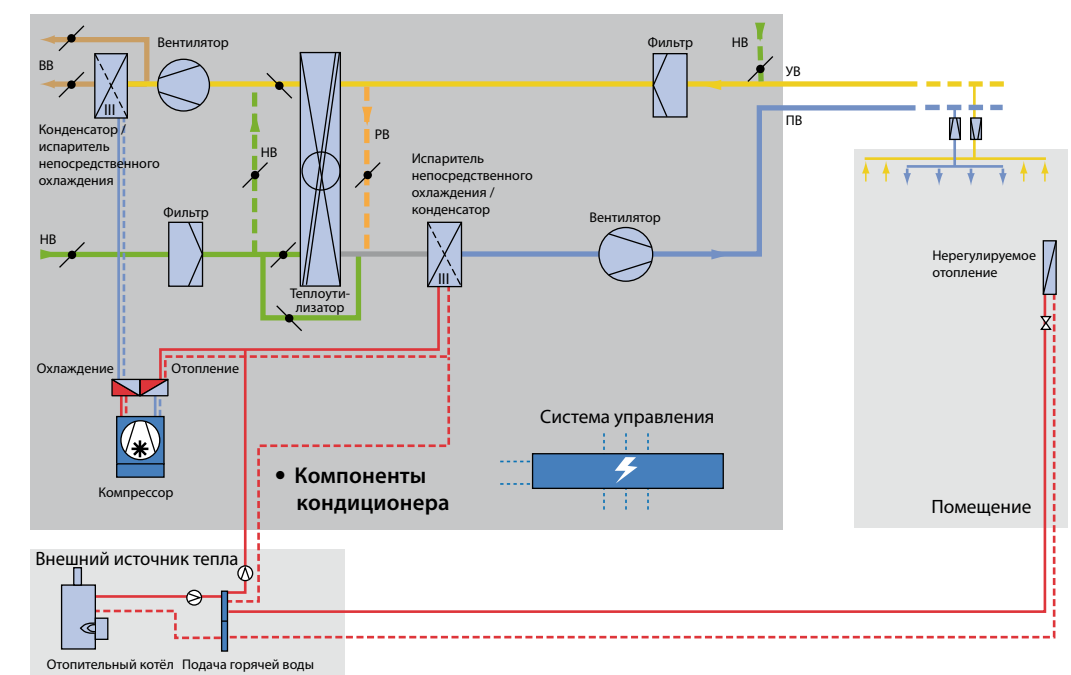 Вентилятор
Фильтр
НВ
ВВ
УВ
ПВ
Конденсатор /
испаритель
непосредственного
охлаждения
НВ
РВ
Испаритель
непосредственного
охлаждения /
конденсатор
Фильтр
Вентилятор
НВ
Нерегулируемое
отопление
Теплоути-
лизатор
Охлаждение
Отопление
Система управления
• Компоненты
кондиционера
Компрессор
Помещение
Внешний источник тепла
Отопительный котёл
Подача горячей воды